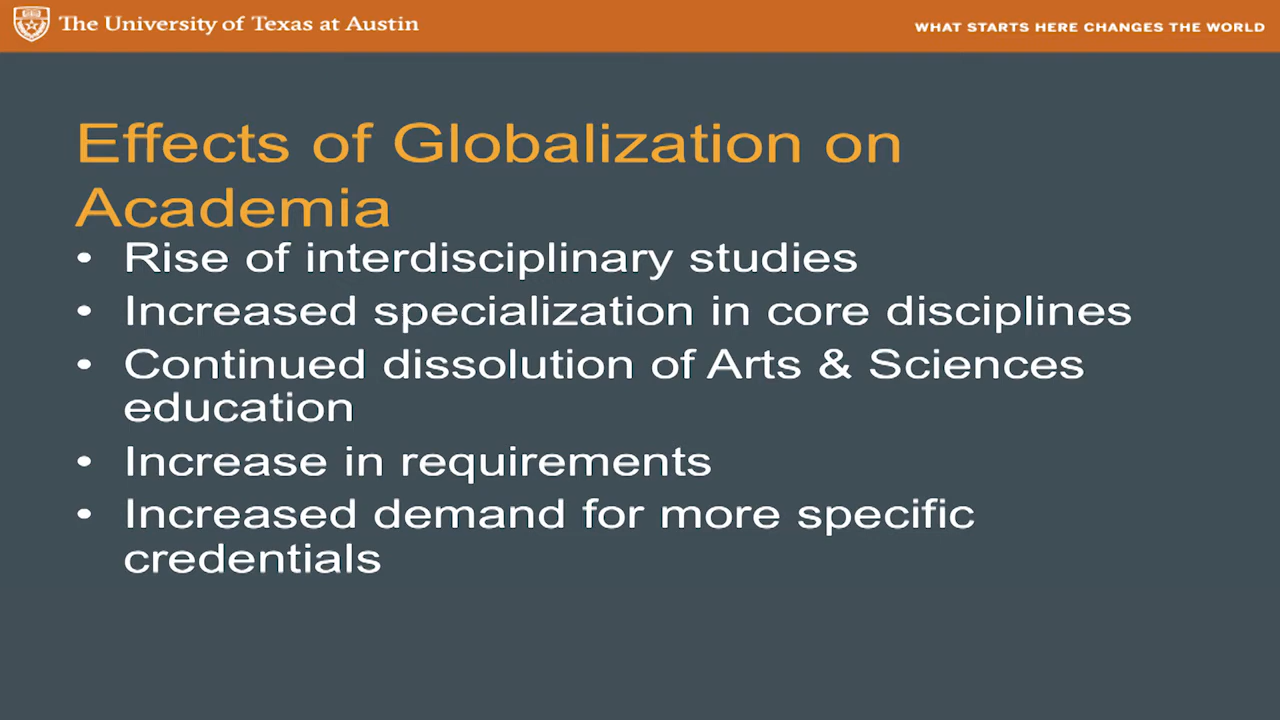 The University of Texas at Austin
WHAT STARTS HERE CHANGES THE WORLD
Effects of Globalization on
Academia
• Rise of interdisciplinary studies
• Increased specialization in core disciplines
• Continued dissolution of Arts & Sciences
education
• Increase in requirements
• Increased demand for more specific
credentials